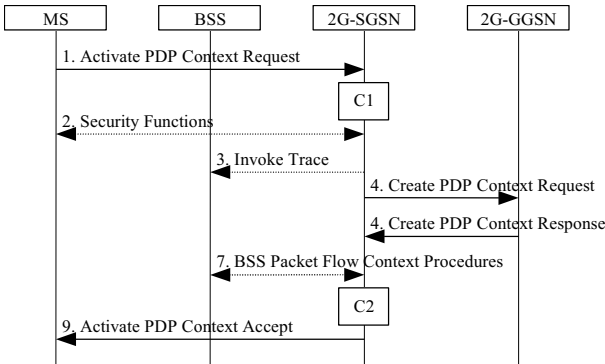 MS BSS 2G-SGSN 2G-GGSN
1. Activate PDP Context Request
C1
2. Security Functions
3. Invoke Trace
4. Create PDP Context Request
4. Create PDP Context Response
7. BSS Packet Flow Context Procedures
C2
9. Activate PDP Context Accept